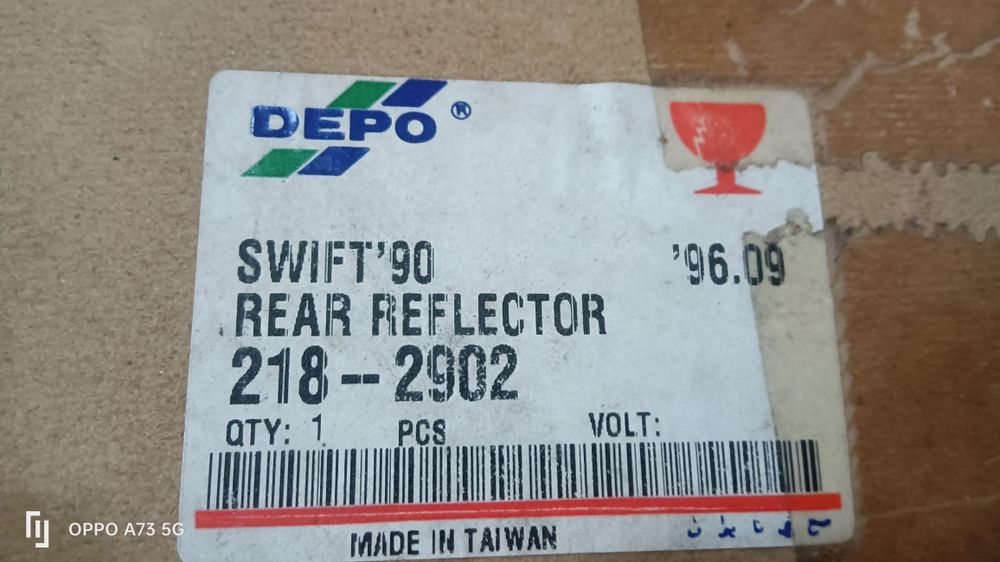 DEPO ®
SWIFT'90 '96.09
REAR REFLECTOR
218--2902
QTY: 1 PCS VOLT:
MADE IN TAIWAN
OPPO A73 5G